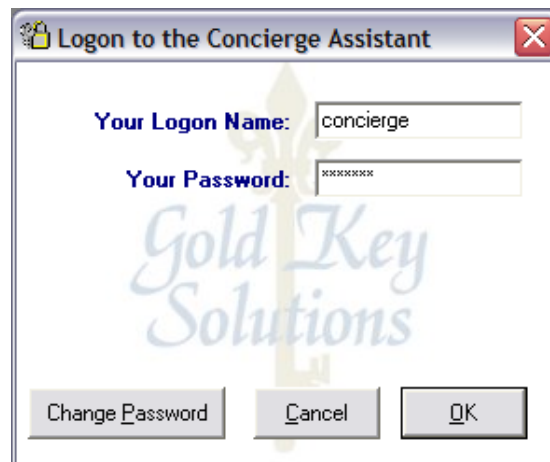 Logon to the Concierge Assistant
Your Logon Name: concierge
Your Password: *******
Gold Key
Solutions
Change Password Cancel OK